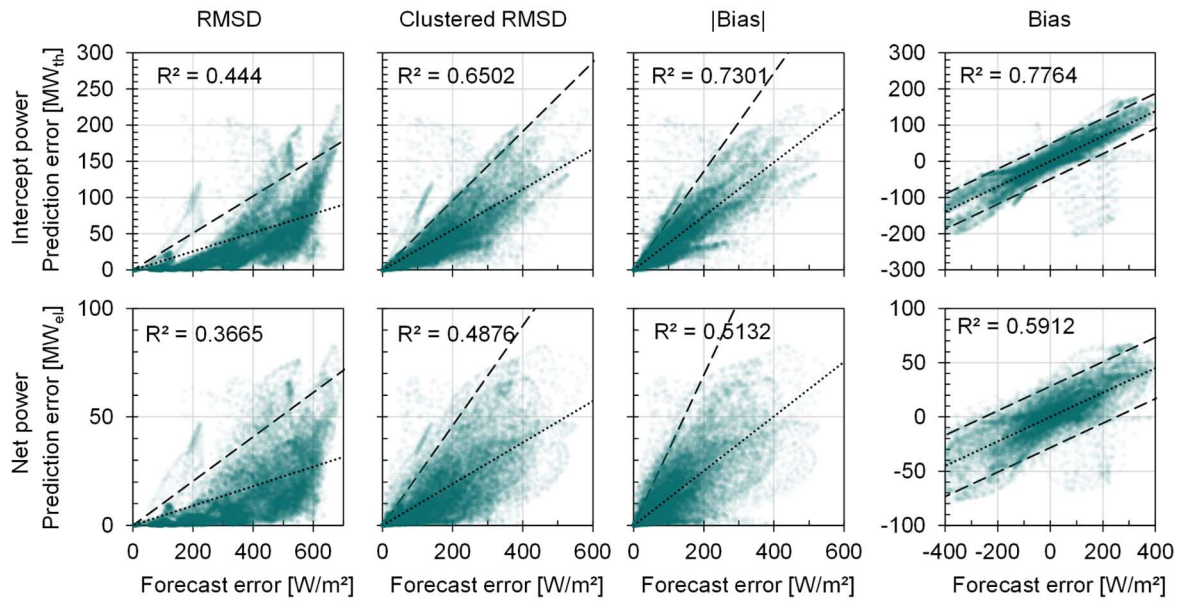 RMSD
Clustered RMSD
|Bias|
Bias
Intercept power
Prediction error [MWth]
300
250
200
150
100
50
0
R² = 0.444
R² = 0.6502
R² = 0.7301
300
200
100
0
-100
-200
-300
R² = 0.7764
Net power
Prediction error [MWel]
100
50
0
R² = 0.3665
R² = 0.4876
R² = 0.5132
100
50
0
-50
-100
R² = 0.5912
0 200 400 600
0 200 400 600
0 200 400 600
-400 -200 0 200 400
Forecast error [W/m²]
Forecast error [W/m²]
Forecast error [W/m²]
Forecast error [W/m²]